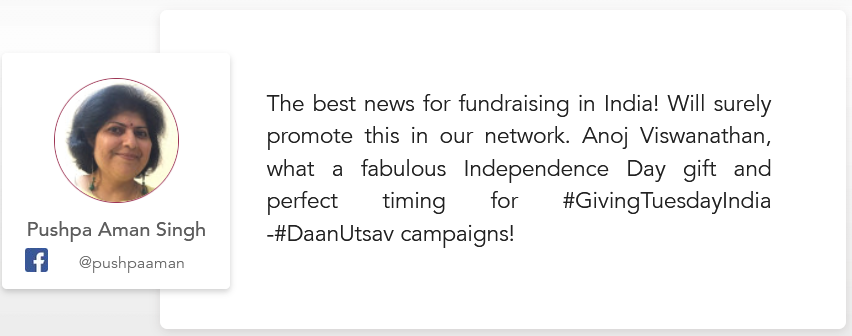 The best news for fundraising in India! Will surely
promote this in our network. Anoj Viswanathan,
what a fabulous Independence Day gift and
perfect timing for #GivingTuesdayIndia
-#DaanUtsav campaigns!
Pushpa Aman Singh
@pushpaaman